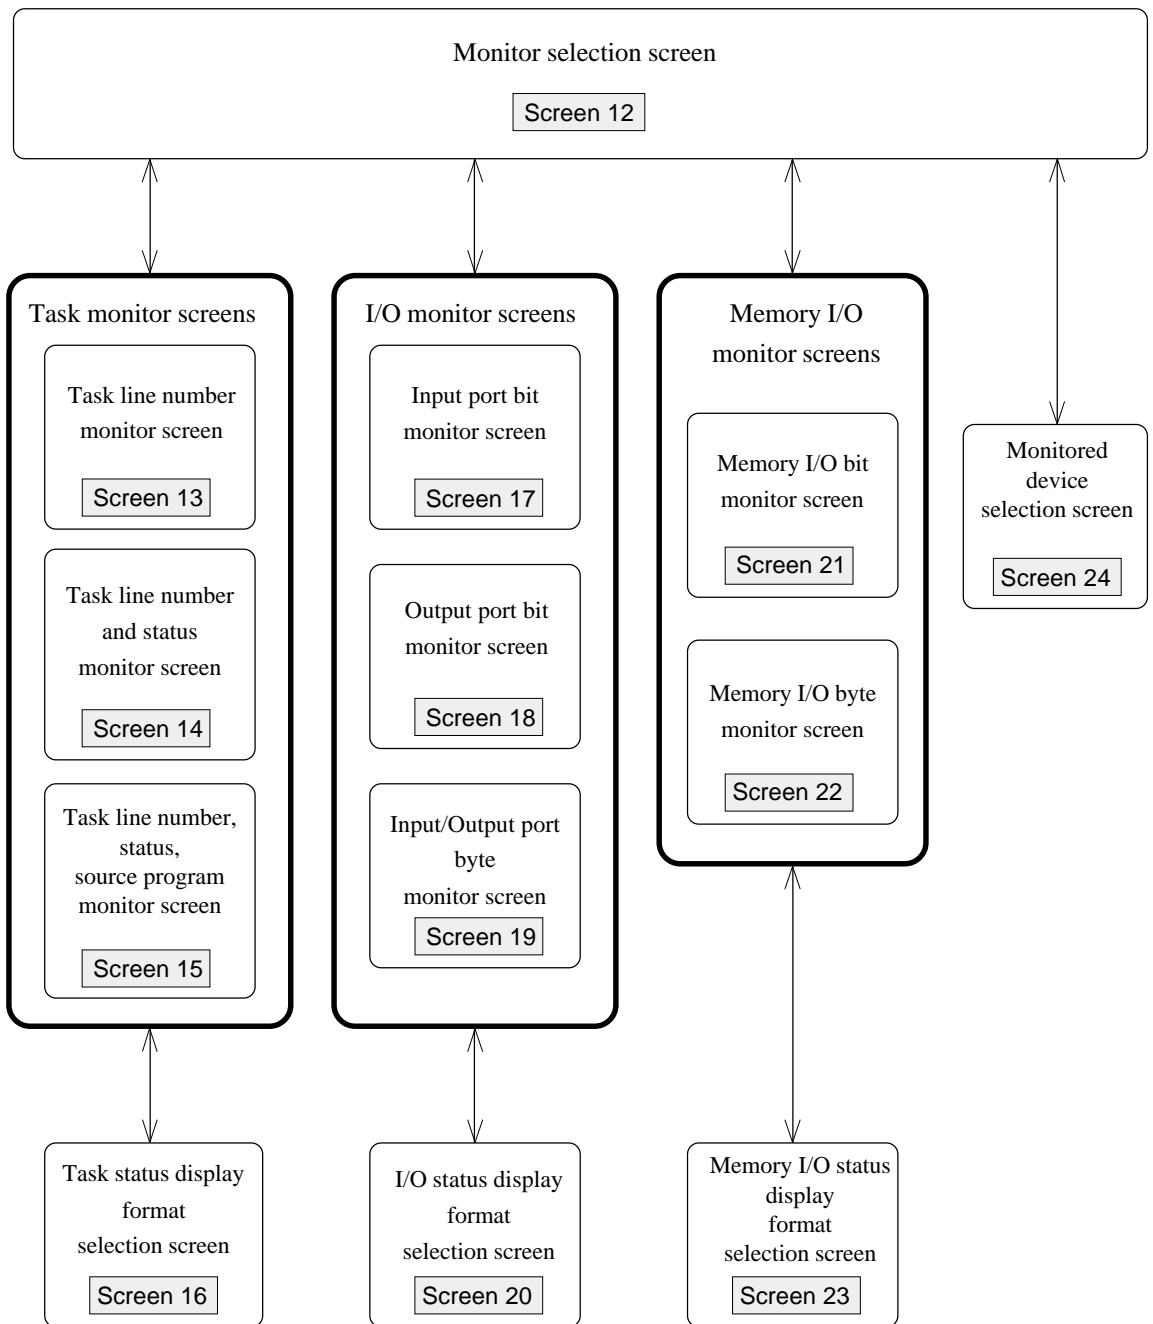 Monitor selection screen
Screen 12
Task monitor screens
Task line number
monitor screen
Screen 13
Task line number
and status
monitor screen
Screen 14
Task line number,
status,
source program
monitor screen
Screen 15
I/O monitor screens
Input port bit
monitor screen
Screen 17
Output port bit
monitor screen
Screen 18
Input/Output port
byte
monitor screen
Screen 19
Memory I/O
monitor screens
Memory I/O bit
monitor screen
Screen 21
Memory I/O byte
monitor screen
Screen 22
Monitored
device
selection screen
Screen 24
Task status display
format
selection screen
Screen 16
I/O status display
format
selection screen
Screen 20
Memory I/O status
display
format
selection screen
Screen 23